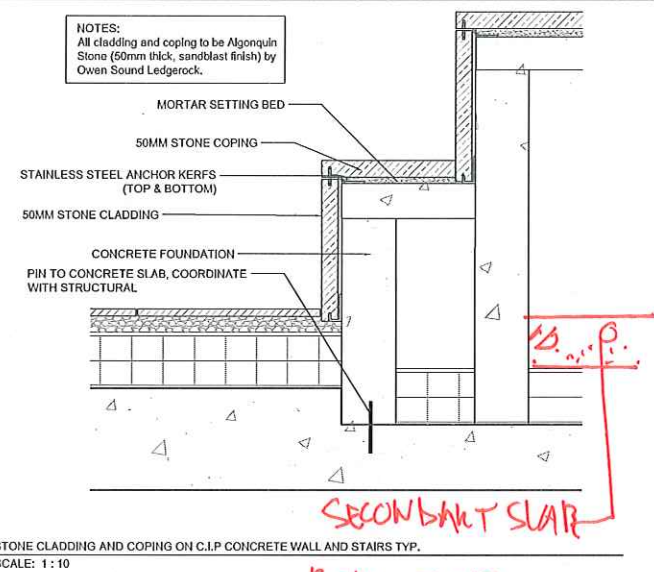 NOTES:
All cladding and coping to be Algonquin
Stone (50mm thick, sandblast finish) by
Owen Sound Ledgerock.
MORTAR SETTING BED
50MM STONE COPING
STAINLESS STEEL ANCHOR KERFS
(TOP & BOTTOM)
50MM STONE CLADDING
CONCRETE FOUNDATION
PIN TO CONCRETE SLAB, COORDINATE
WITH STRUCTURAL
SECONDARY SLAB
STONE CLADDING AND COPING ON C.I.P CONCRETE WALL AND STAIRS TYP.
SCALE: 1:10